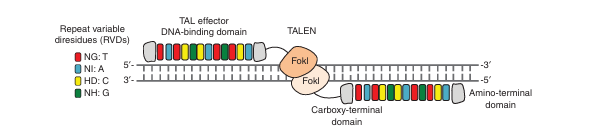 Repeat variable
diresidues (RVDs)
NG: T
NI: A
HD: C
NH: G
TAL effector
DNA-binding domain
TALEN
FokI
FokI
5′-
-3′
3′-
-5′
Carboxy-terminal
domain
Amino-terminal
domain